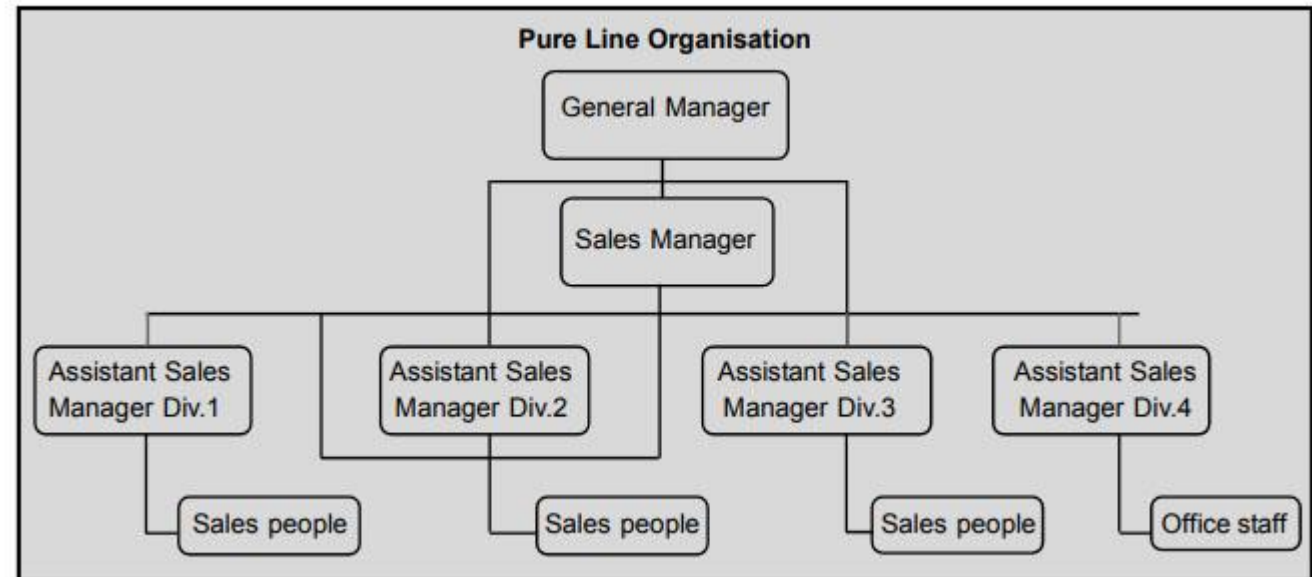 Pure Line Organisation
General Manager
Sales Manager
Assistant Sales
Manager Div.1
Assistant Sales
Manager Div.2
Assistant Sales
Manager Div.3
Assistant Sales
Manager Div.4
Sales people
Sales people
Sales people
Office staff